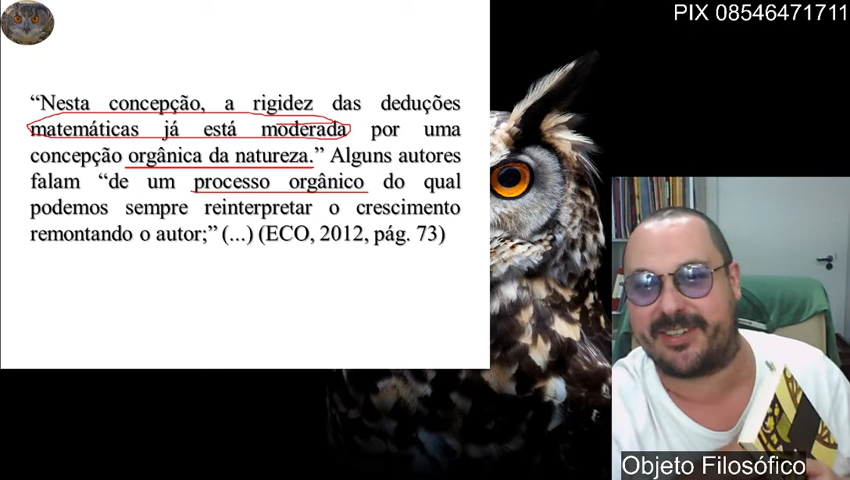 PIX 08546471711
“Nesta concepção, a rigidez das deduções
matemáticas já está moderada por uma
concepção orgânica da natureza.” Alguns autores
falam “de um processo orgânico do qual
podemos sempre reinterpretar o crescimento
remontando o autor;” (...) (ECO, 2012, pág. 73)
Objeto Filosófico